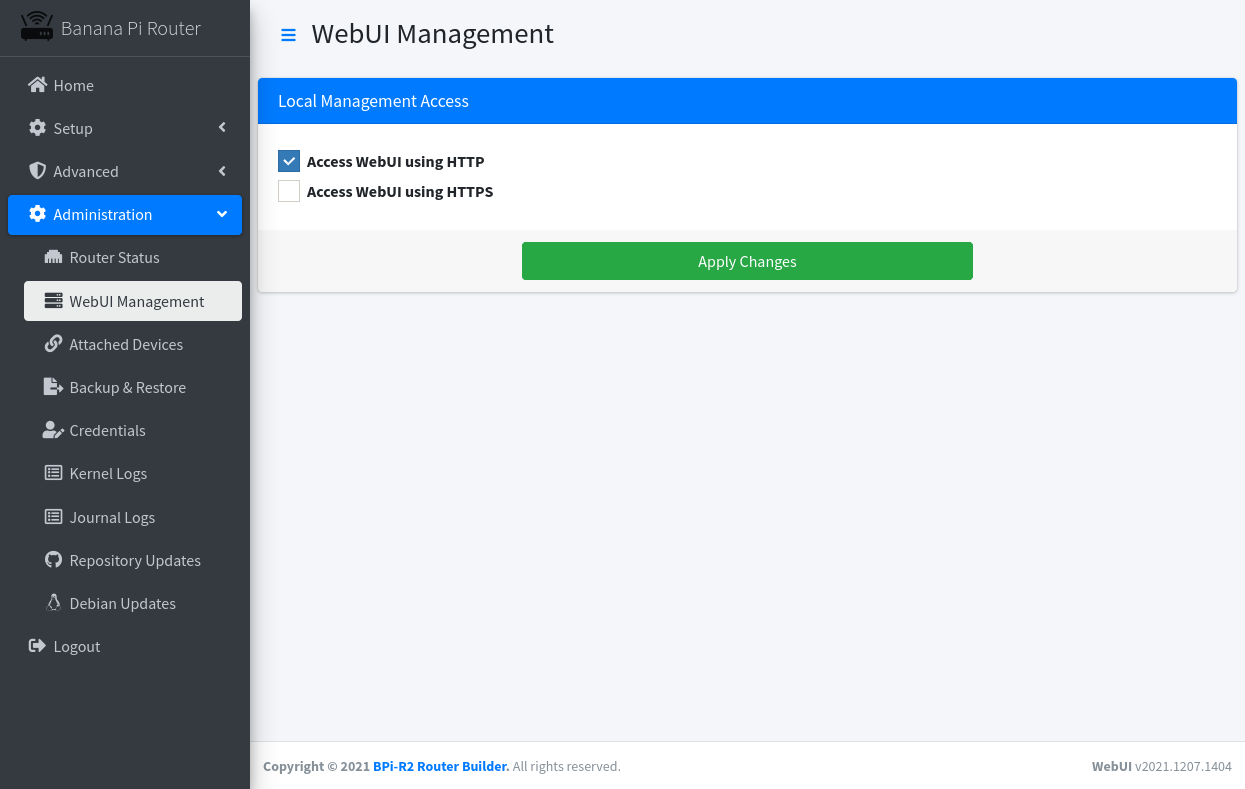 Banana Pi Router
Home
Setup
Advanced
Administration
Router Status
WebUI Management
Attached Devices
Backup & Restore
Credentials
Kernel Logs
Journal Logs
Repository Updates
Debian Updates
Logout
WebUI Management
Local Management Access
Access WebUI using HTTP
Access WebUI using HTTPS
Apply Changes
Copyright © 2021 BPi-R2 Router Builder. All rights reserved.
WebUI v2021.1207.1404